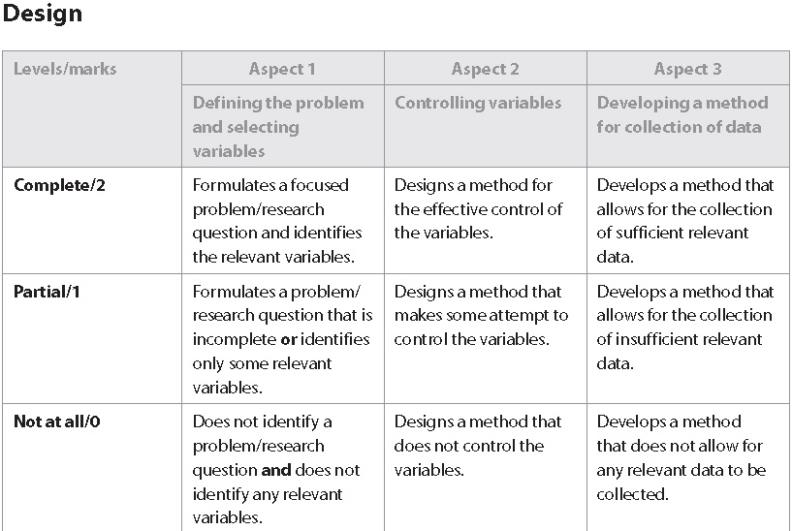 Design
Levels/marks
Aspect 1
Aspect 2
Aspect 3
Defining the problem
and selecting
variables
Controlling variables
Developing a method
for collection of data
Complete/2
Formulates a focused
problem/research
question and identifies
the relevant variables.
Designs a method for
the effective control of
the variables.
Develops a method that
allows for the collection
of sufficient relevant
data.
Partial/1
Formulates a problem/
research question that is
incomplete or identifies
only some relevant
variables.
Designs a method that
makes some attempt to
control the variables.
Develops a method that
allows for the collection
of insufficient relevant
data.
Not at all/0
Does not identify a
problem/research
question and does not
identify any relevant
variables.
Designs a method that
does not control the
variables.
Develops a method
that does not allow for
any relevant data to be
collected.